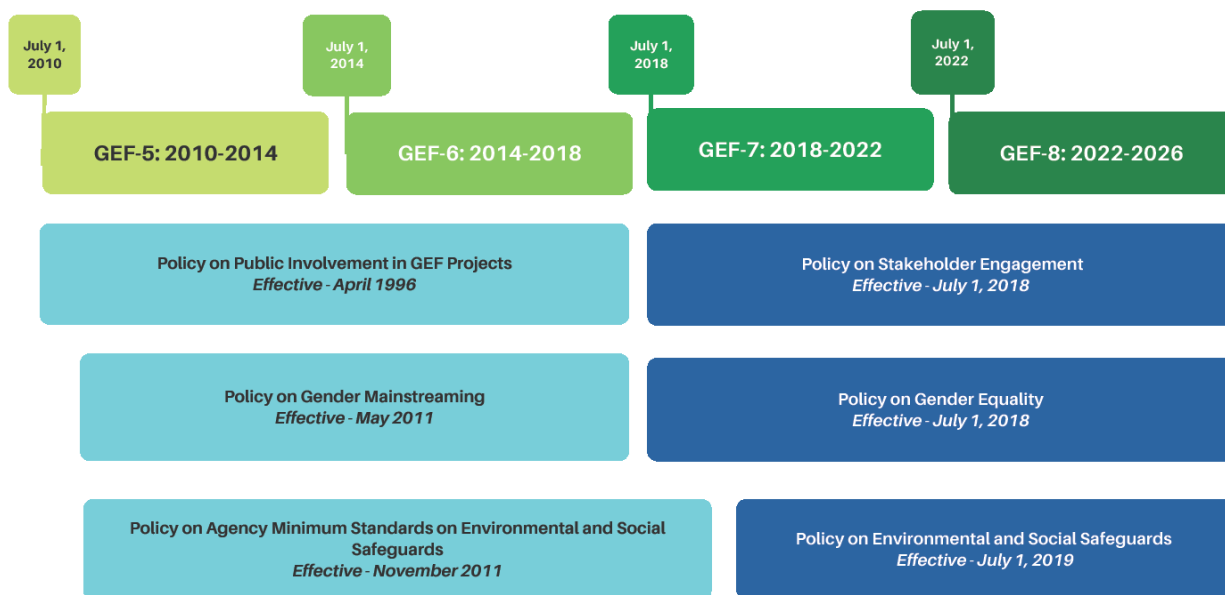 July 1,
2010
July 1,
2014
July 1,
2018
July 1,
2022
GEF-5: 2010-2014
GEF-6: 2014-2018
GEF-7: 2018-2022
GEF-8: 2022-2026
Policy on Public Involvement in GEF Projects
Effective - April 1996
Policy on Stakeholder Engagement
Effective - July 1, 2018
Policy on Gender Mainstreaming
Effective - May 2011
Policy on Gender Equality
Effective - July 1, 2018
Policy on Agency Minimum Standards on Environmental and Social
Safeguards
Effective - November 2011
Policy on Environmental and Social Safeguards
Effective - July 1, 2019